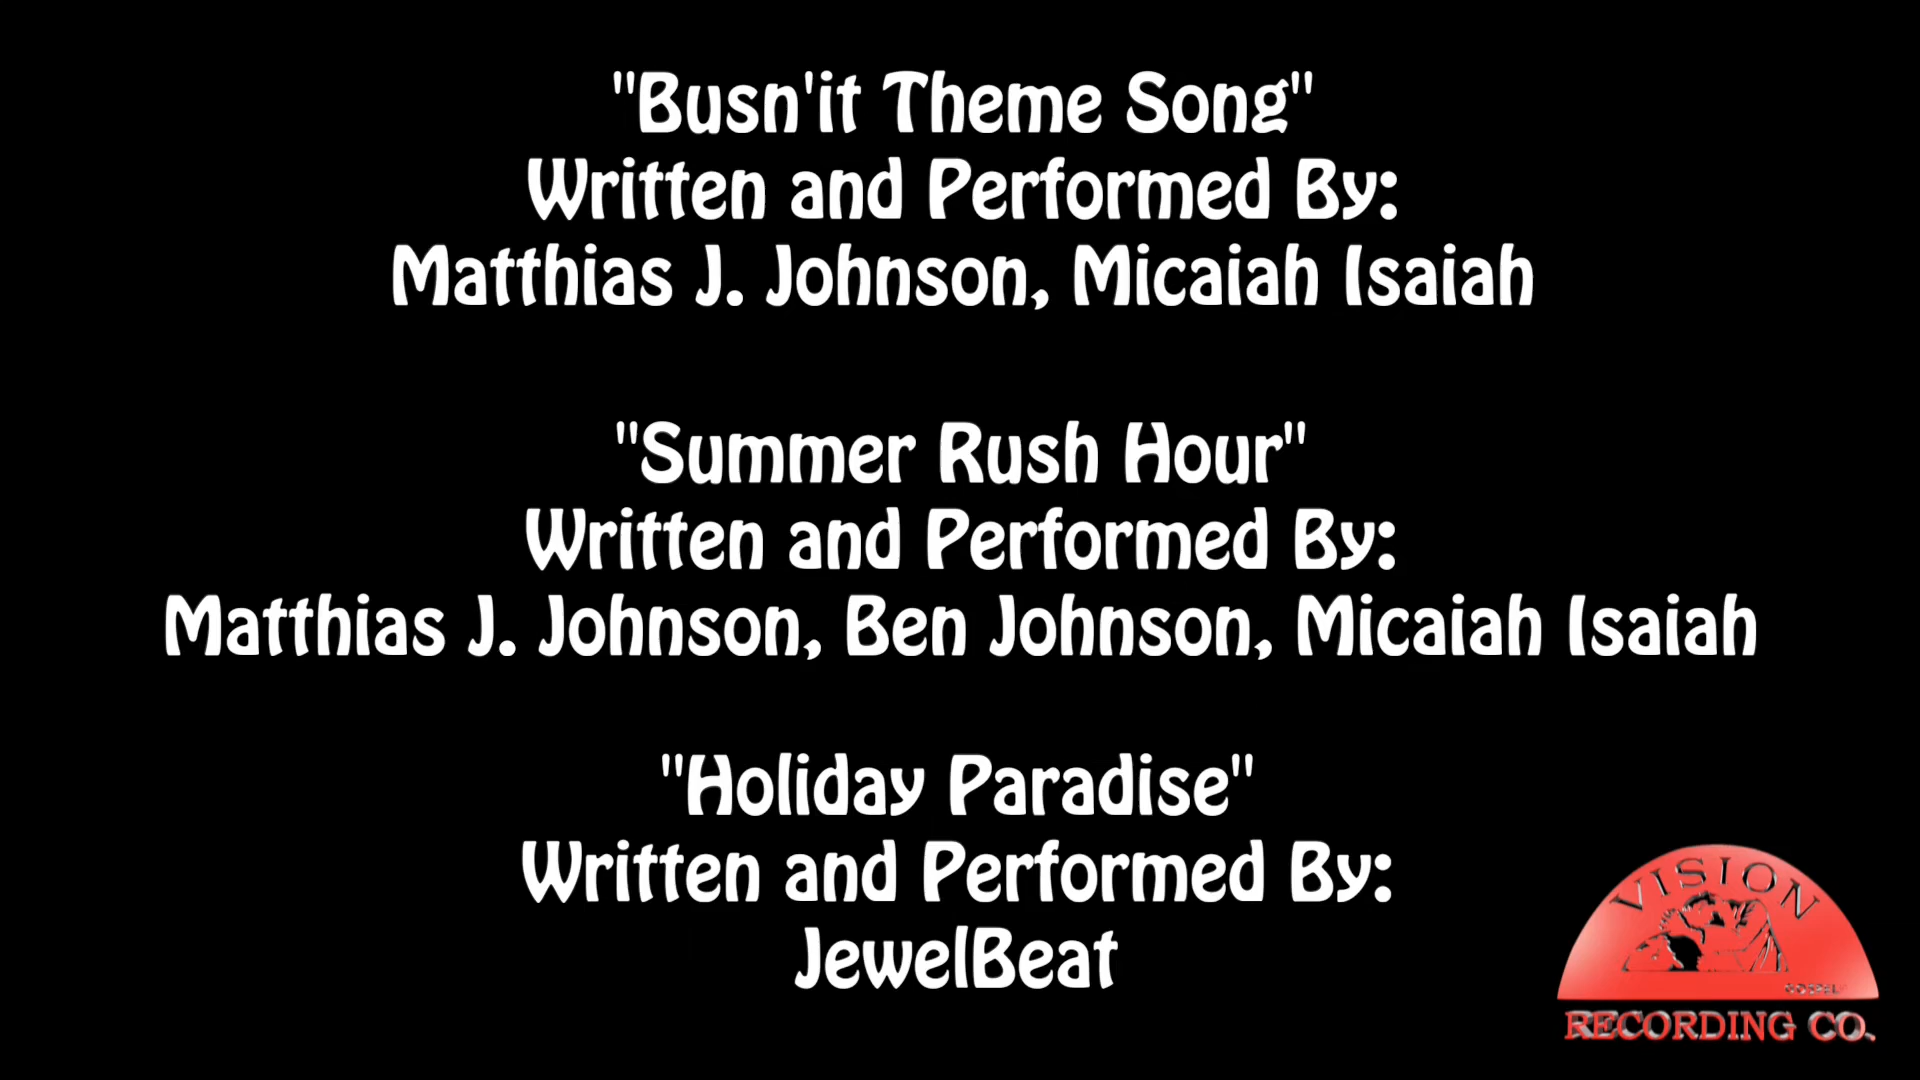 "Busn'it Theme Song"
Written and Performed By:
Matthias J. Johnson, Micaiah Isaiah
"Summer Rush Hour"
Written and Performed By:
Matthias J. Johnson, Ben Johnson, Micaiah Isaiah
"Holiday Paradise"
Written and Performed By:
JewelBeat
VISION
GOSPEL
RECORDING CO.